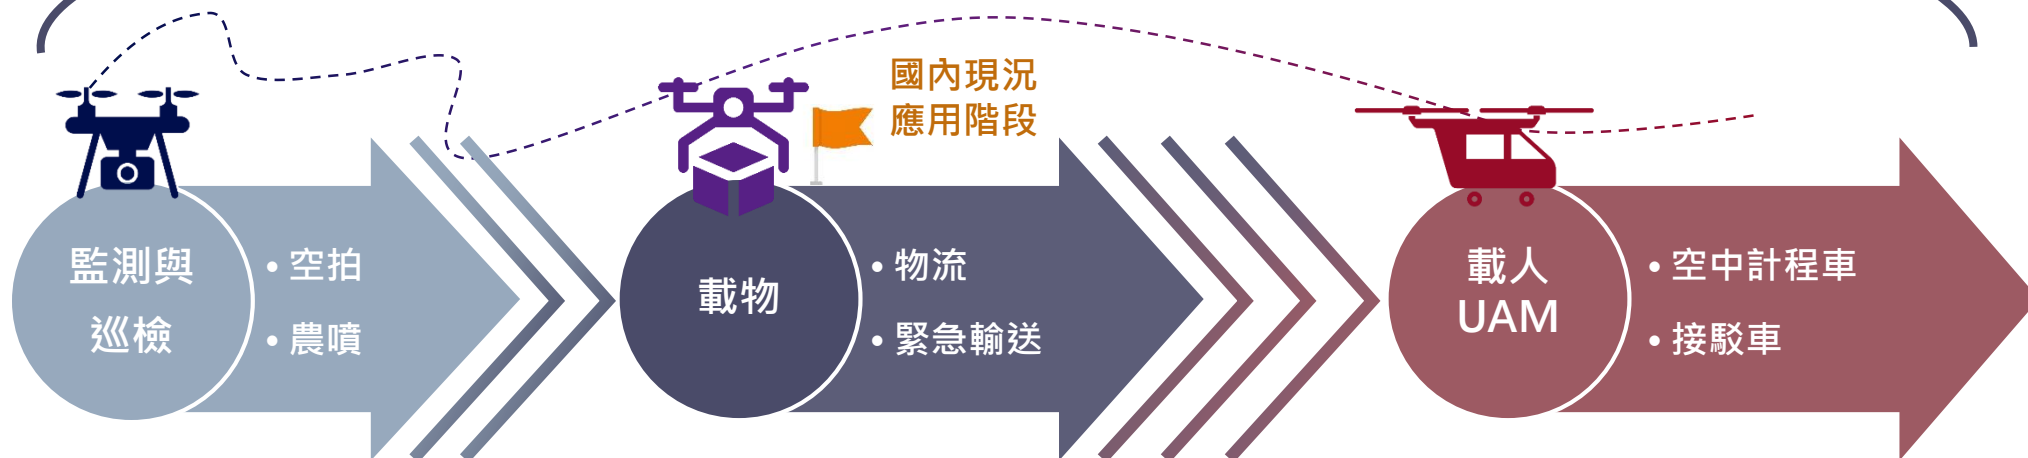 國內現況
應用階段
監測與
巡檢
• 空拍
• 農噴
載物
• 物流
• 緊急輸送
載人
UAM
• 空中計程車
• 接駁車